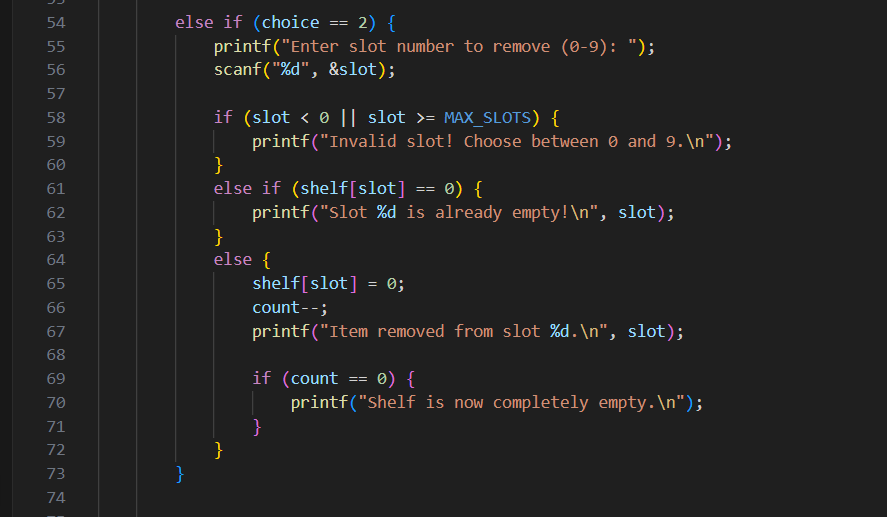 54 else if (choice == 2) {
55 printf("Enter slot number to remove (0-9): ");
56 scanf("%d", &slot);
57
58 if (slot < 0 || slot >= MAX_SLOTS) {
59 printf("Invalid slot! Choose between 0 and 9.\n");
60 }
61 else if (shelf[slot] == 0) {
62 printf("Slot %d is already empty!\n", slot);
63 }
64 else {
65 shelf[slot] = 0;
66 count--;
67 printf("Item removed from slot %d.\n", slot);
68
69 if (count == 0) {
70 printf("Shelf is now completely empty.\n");
71 }
72 }
73 }
74